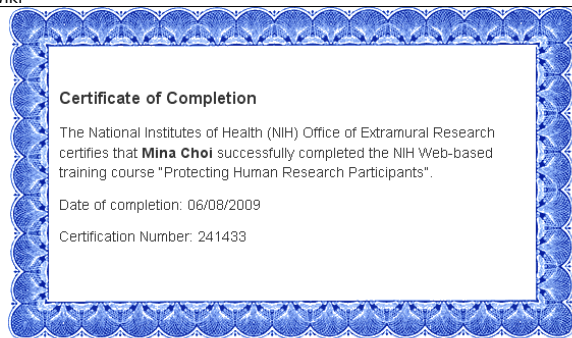 Certificate of Completion
The National Institutes of Health (NIH) Office of Extramural Research
certifies that Mina Choi successfully completed the NIH Web-based
training course "Protecting Human Research Participants".
Date of completion: 06/08/2009
Certification Number: 241433